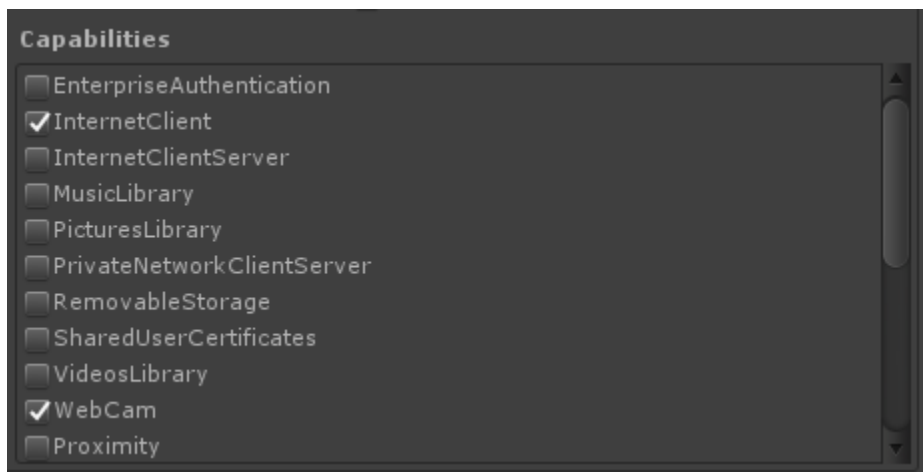 Capabilities
EnterpriseAuthentication
InternetClient
InternetClientServer
MusicLibrary
PicturesLibrary
PrivateNetworkClientServer
RemovableStorage
SharedUserCertificates
VideosLibrary
WebCam
Proximity